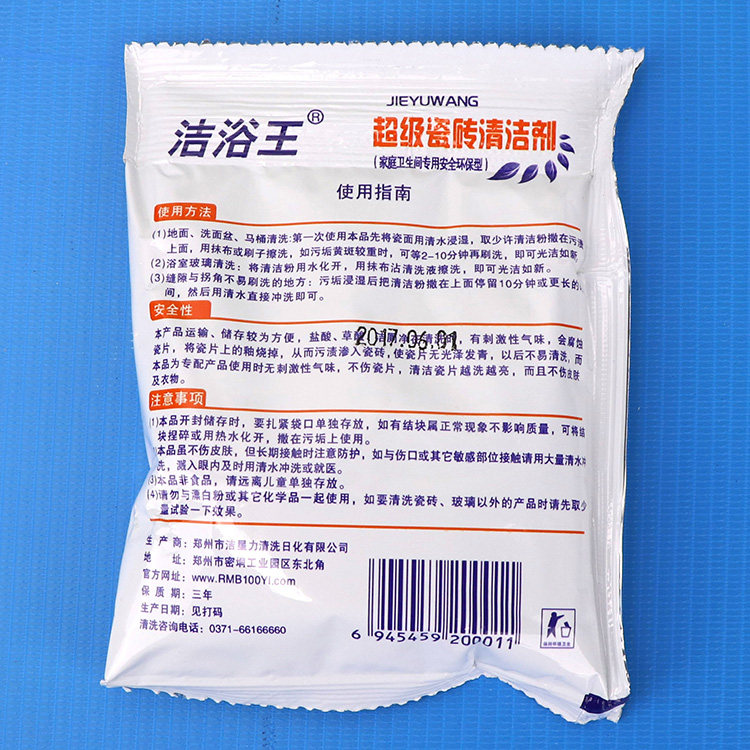 JIEYUWANG
洁浴王®
超级瓷砖清洁剂
(家庭卫生间专用安全环保型)
使用指南
使用方法
(1)地面、洗面盆、马桶清洗:第一次使用本品先将瓷面用清水浸湿，取少许清洁粉撒在污渍
上面，用抹布或刷子擦洗，如污垢黄斑较重时，可等2-10分钟再刷洗，即可光洁如新。
(2)浴室玻璃清洗：将清洁粉用水化开，用抹布沾清洗液擦洗，即可光洁如新。
(3)缝隙与拐角不易刷洗的地方：污垢浸湿后把清洁粉撒在上面停留10分钟或更长的
间，然后用清水直接冲洗即可。
安全性
本产品运输、储存较为方便，盐酸、草酸、洁厕净在清洗时，有刺激性气味，会腐蚀
瓷片，将瓷片上的釉烧掉，从而污渍渗入瓷砖，使瓷片无光泽发青，以后不易清洗，而
本品为专配产品使用时无刺激性气味，不伤瓷片，清洁瓷片越洗越亮，而且不伤皮肤
及衣物。
2017.06.01
注意事项
(1)本品开封储存时，要扎紧袋口单独存放，如有结块属正常现象不影响质量，可将结
块捏碎或用热水化开，撒在污垢上使用。
本品虽不伤皮肤，但长期接触时注意防护，如与伤口或其它敏感部位接触请用大量清水冲
洗，溅入眼内及时用清水冲洗或就医。
(3)本品非食品，请远离儿童单独存放。
(4)请勿与漂白粉或其它化学品一起使用，如要清洗瓷砖、玻璃以外的产品时请先取少
量试验一下效果。
生产商：郑州市洁星力清洗日化有限公司
地址：郑州市密垌工业园区东北角
官方网址：www.RMB100YI.com
保质期：三年
生产日期：见打码
清洗咨询电话：0371-66166660
6 945459 200011